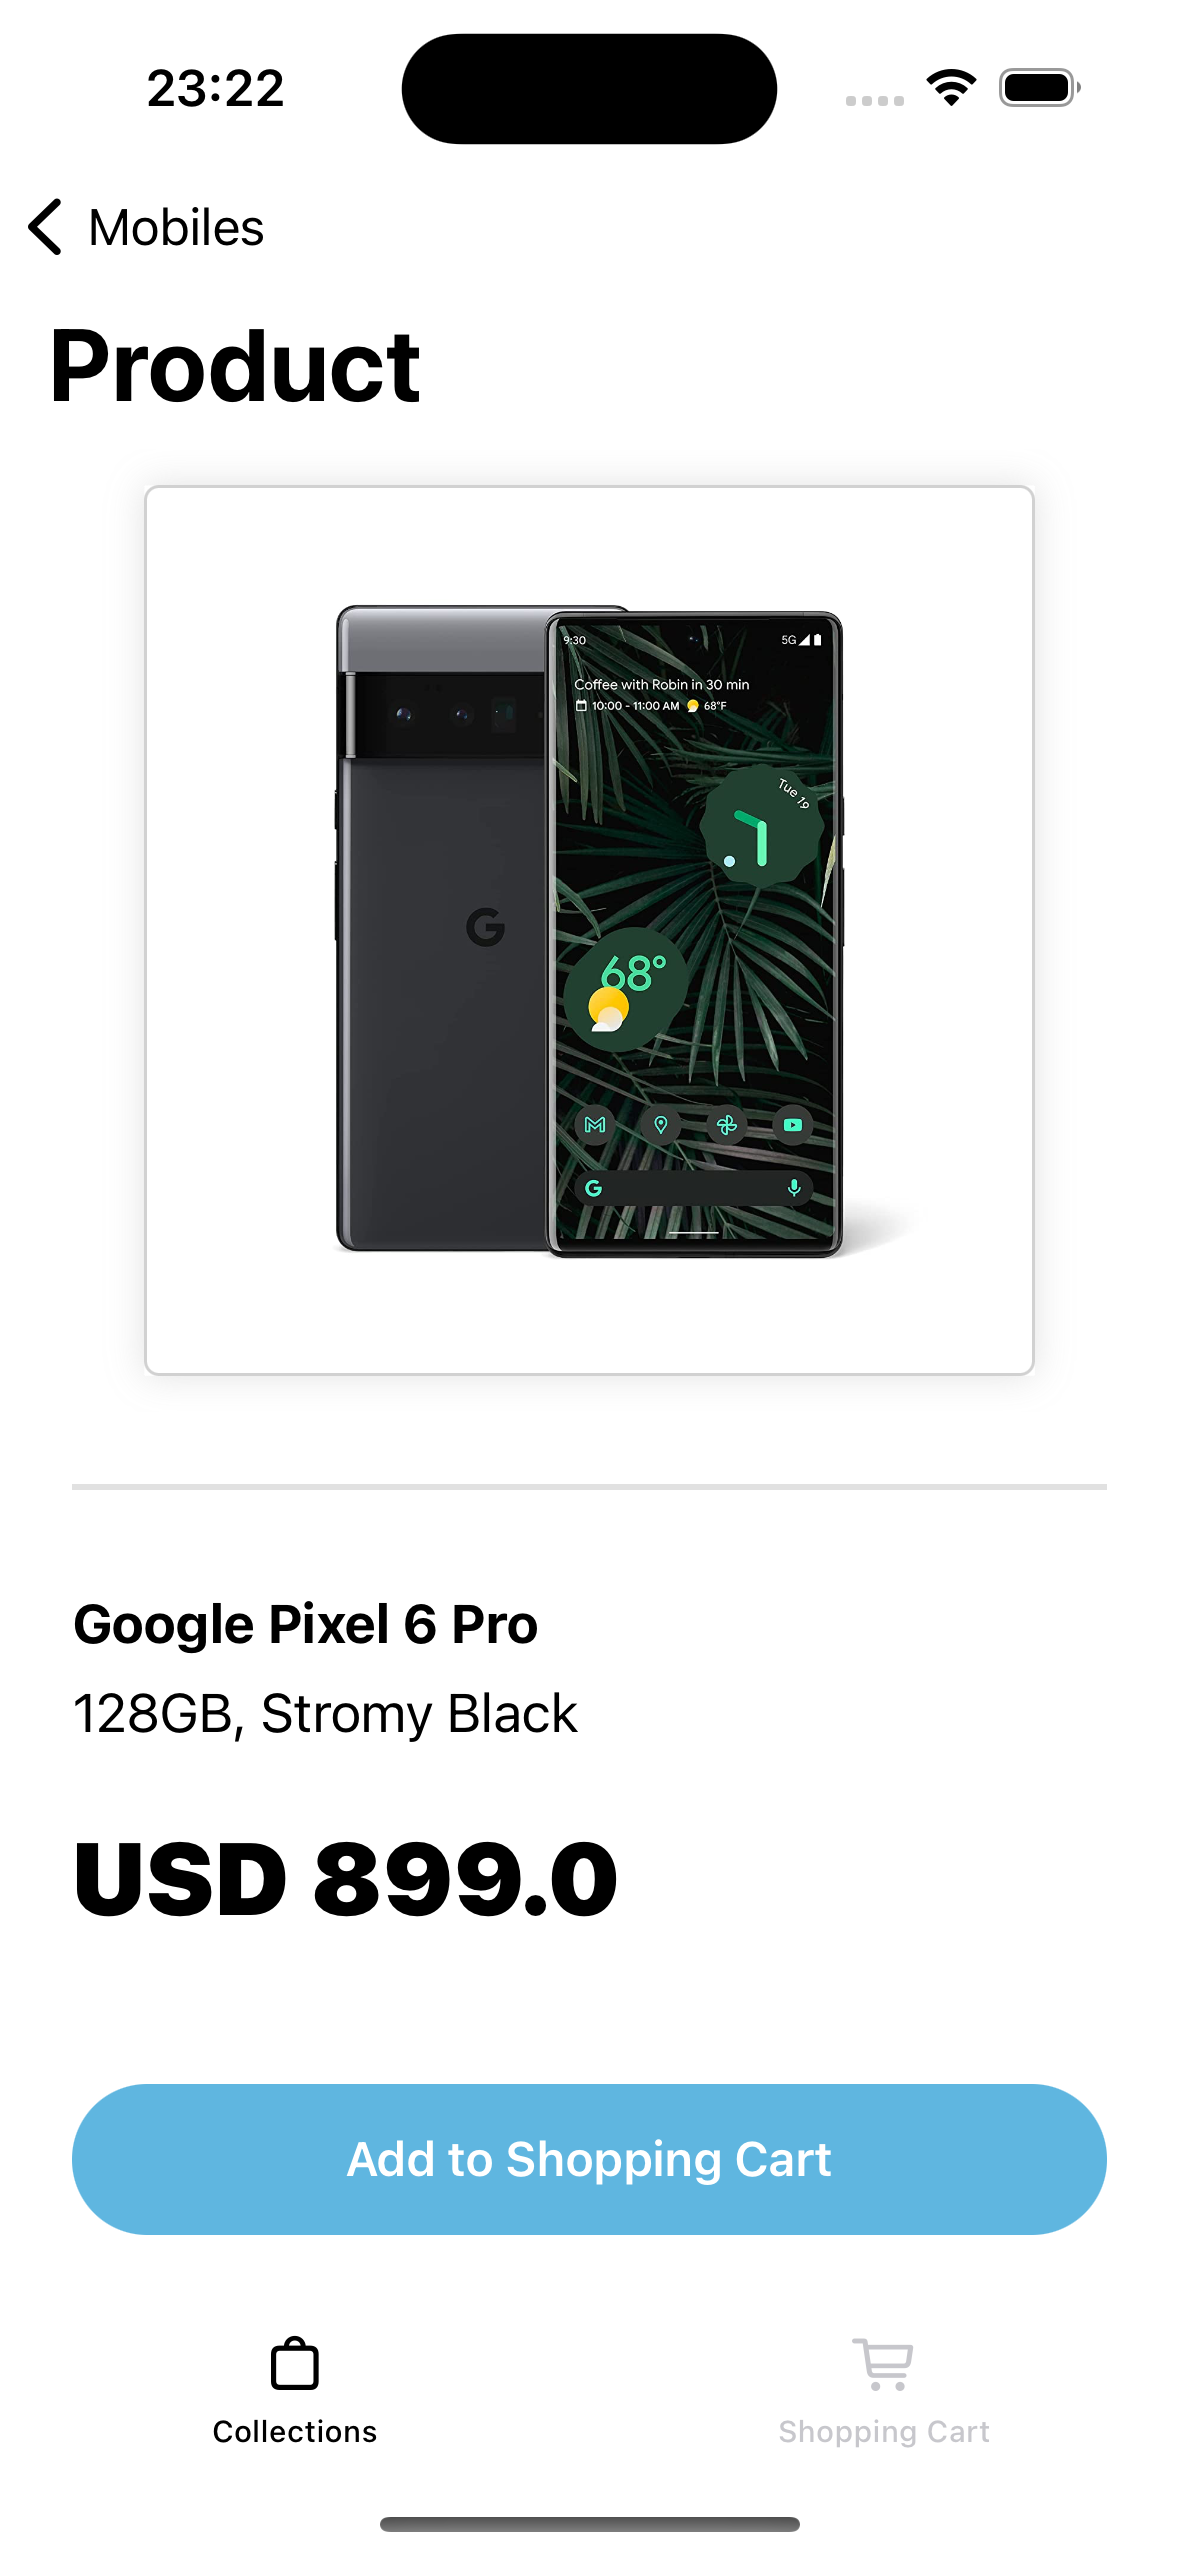 23:22
Mobiles
Product
9:30 5G
Coffee with Robin in 30 min
10:00 - 11:00 AM 68°F
Tue 19
G
68°
G
Google Pixel 6 Pro
128GB, Stromy Black
USD 899.0
Add to Shopping Cart
Collections
Shopping Cart